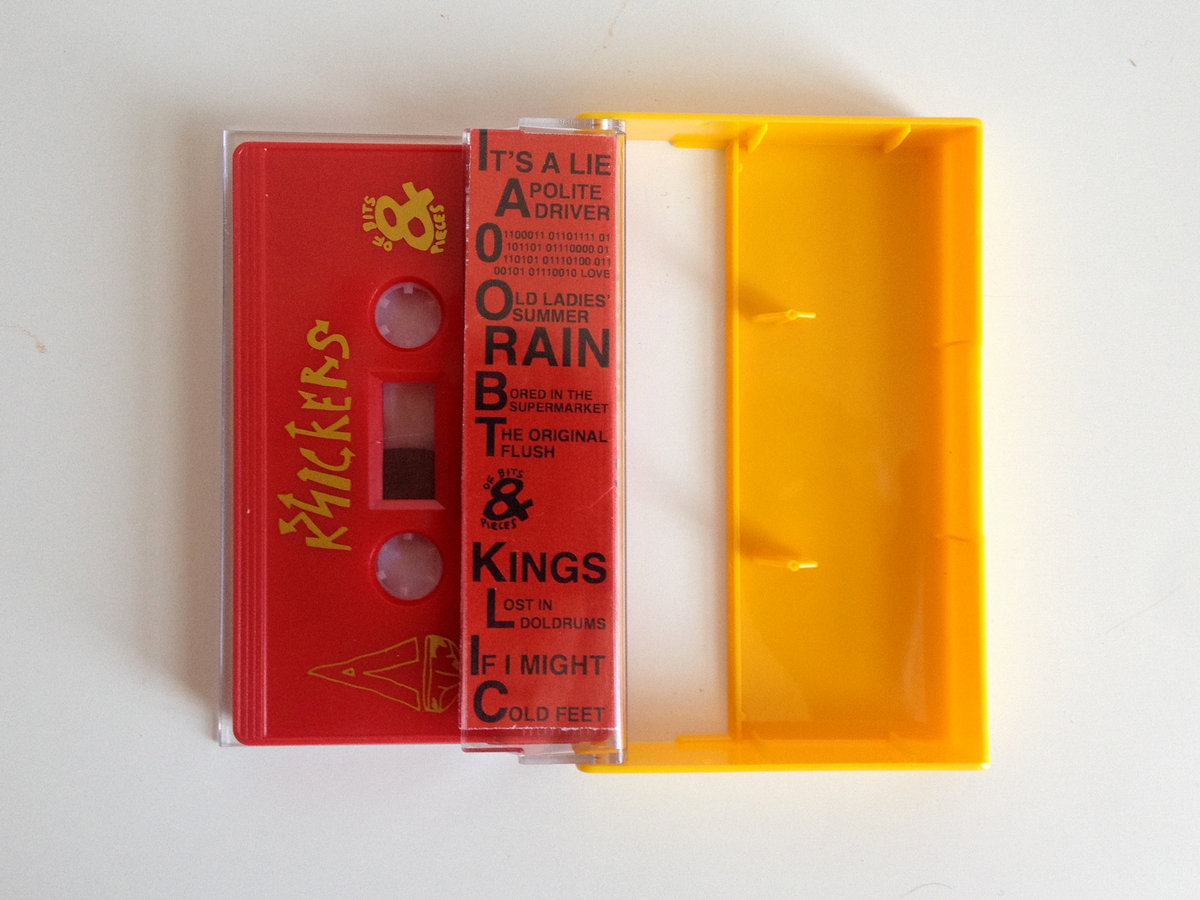 OF BITS
&
PIECES
IT'S A LIE
A POLITE
DRIVER
01100011 01101111 01
101101 01110000 01
110101 01110100 011
00101 01110010 LOVE
OLD LADIES'
SUMMER
RAIN
BORED IN THE
SUPERMARKET
THE ORIGINAL
FLUSH
OF BITS
&
PIECES
KINGS
LOST IN
DOLDRUMS
IF I MIGHT
COLD FEET